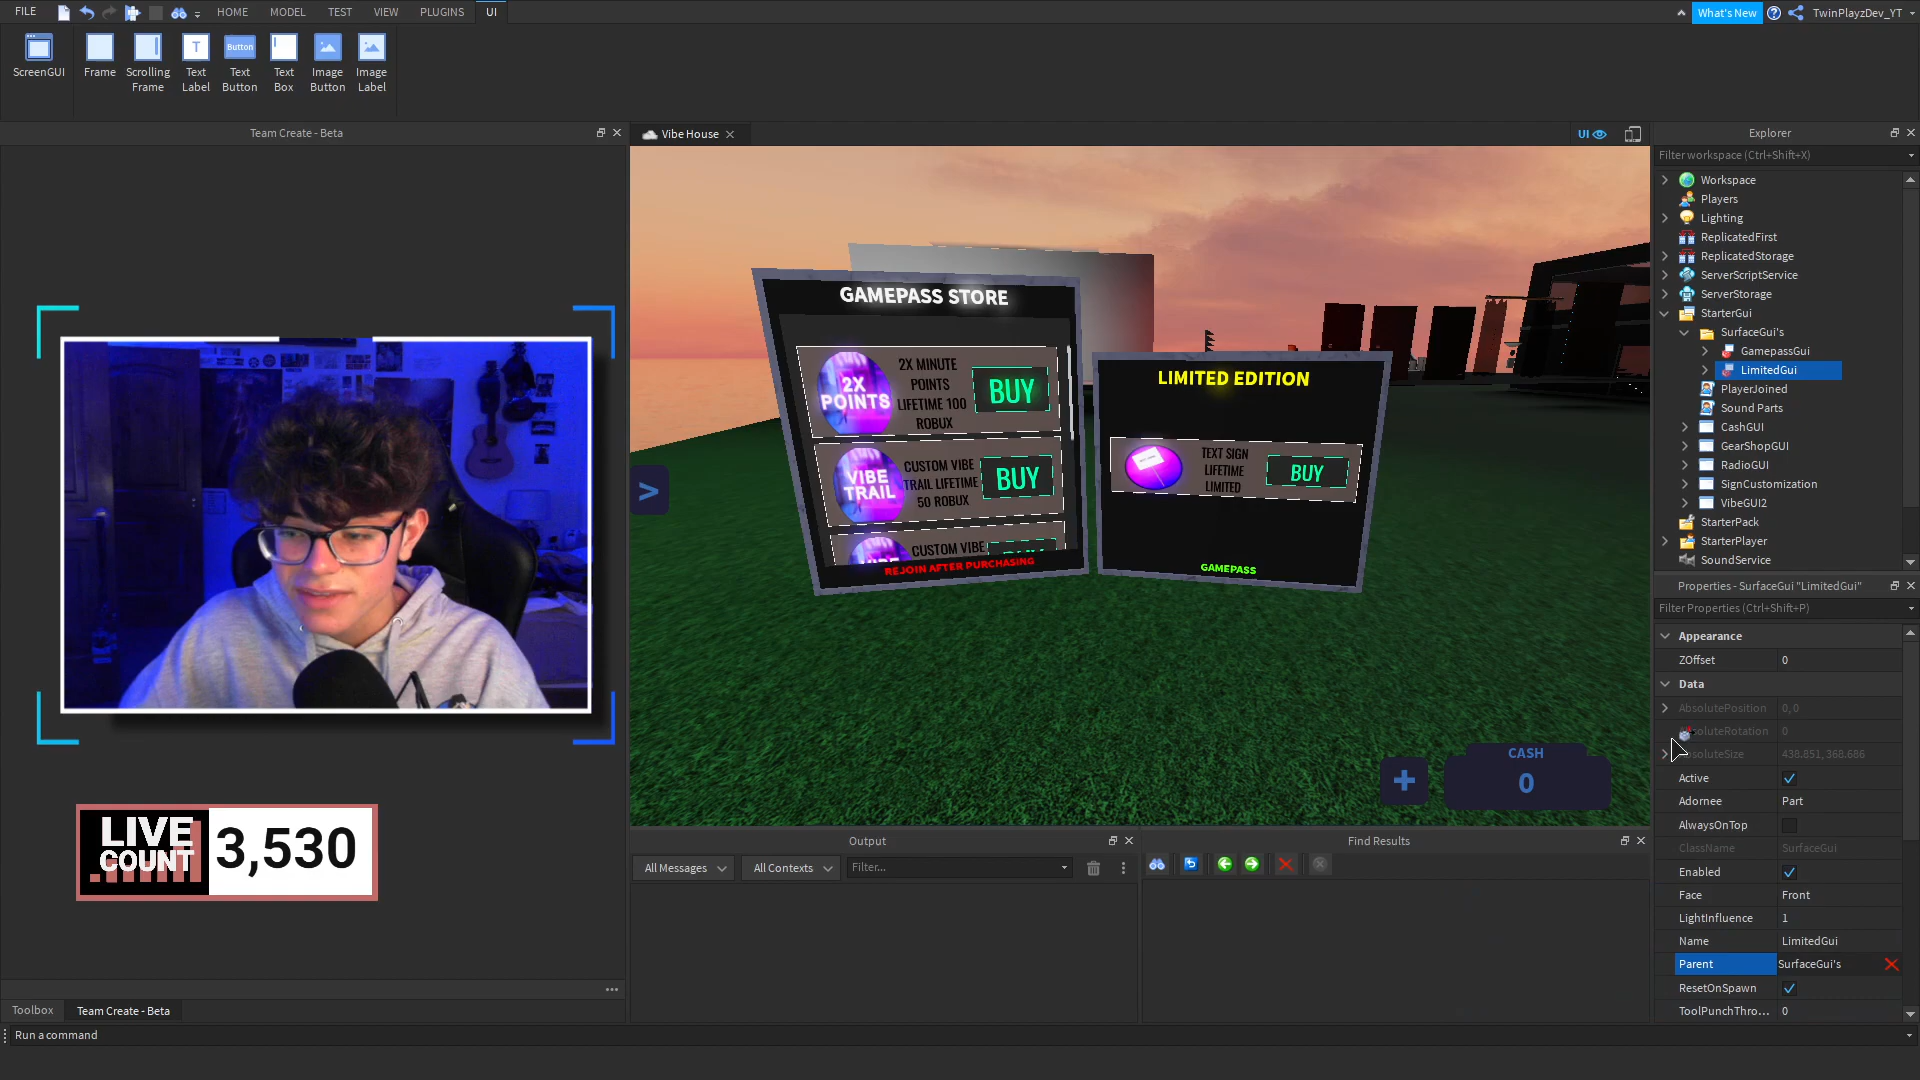 FILE
HOME
MODEL
TEST
VIEW
PLUGINS
UI
What's New
TwinPlayzDev_YT
ScreenGUI
Frame
Scrolling
Frame
Text
Label
Button
Text
Button
Text
Box
Image
Button
Image
Label
Team Create - Beta
Vibe House
UI
Explorer
Filter workspace (Ctrl+Shift+X)
Workspace
Players
Lighting
ReplicatedFirst
ReplicatedStorage
ServerScriptService
ServerStorage
StarterGui
SurfaceGui's
GamepassGui
LimitedGui
PlayerJoined
Sound Parts
CashGUI
GearShopGUI
RadioGUI
SignCustomization
VibeGUI2
StarterPack
StarterPlayer
SoundService
GAMEPASS STORE
2X
POINTS
2X MINUTE
POINTS
LIFETIME 100
ROBUX
BUY
VIBE
TRAIL
CUSTOM VIBE
TRAIL LIFETIME
50 ROBUX
BUY
CUSTOM VIBE
REJOIN AFTER PURCHASING
LIMITED EDITION
TEXT SIGN
LIFETIME
LIMITED
BUY
GAMEPASS
>
CASH
+
0
LIVE
COUNT
3,530
Properties - SurfaceGui "LimitedGui"
Filter Properties (Ctrl+Shift+P)
Appearance
ZOffset 0
Data
AbsolutePosition 0, 0
soluteRotation 0
soluteSize 438.851, 368.686
Active
Adornee Part
AlwaysOnTop
ClassName SurfaceGui
Enabled
Face Front
LightInfluence 1
Name LimitedGui
Parent SurfaceGui's
ResetOnSpawn
ToolPunchThro... 0
Output
All Messages
All Contexts
Filter...
Find Results
Toolbox
Team Create - Beta
Run a command